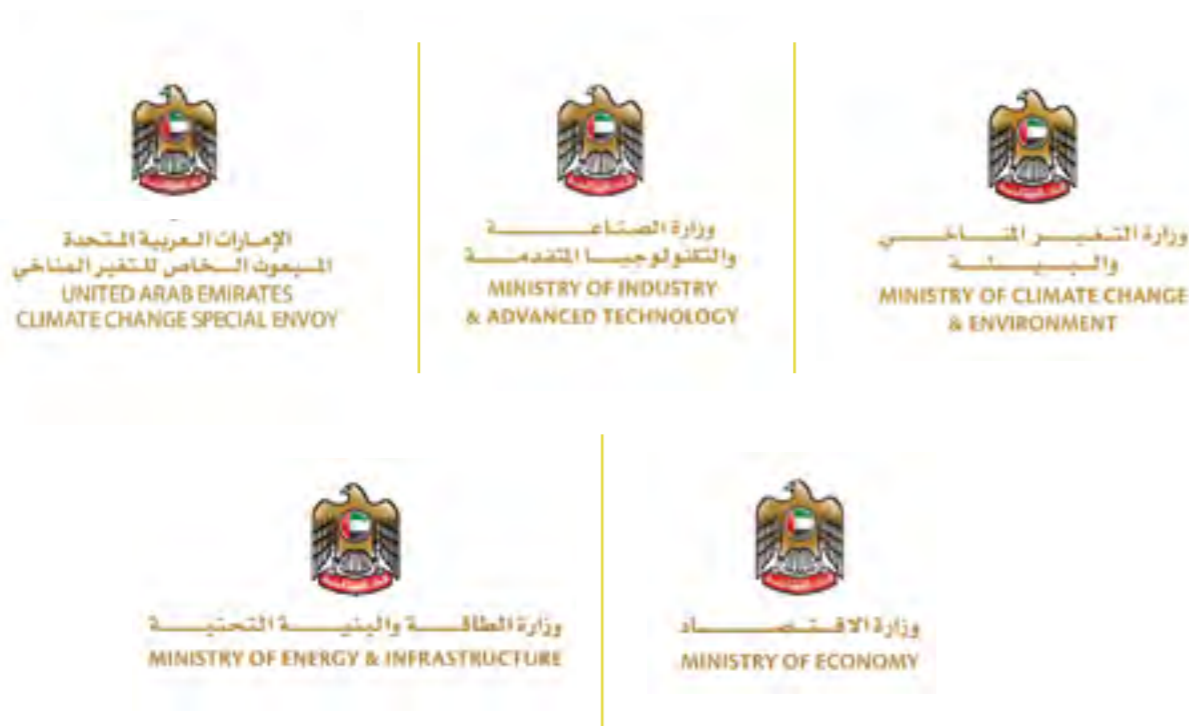 الإمارات العربية المتحدة
المبعوث الخاص للتغير المناخي
UNITED ARAB EMIRATES
CLIMATE CHANGE SPECIAL ENVOY
وزارة الصناعة
والتكنولوجيا المتقدمة
MINISTRY OF INDUSTRY
& ADVANCED TECHNOLOGY
وزارة التغير المناخي
والبيئة
MINISTRY OF CLIMATE CHANGE
& ENVIRONMENT
وزارة الطاقة والبنية التحتية
MINISTRY OF ENERGY & INFRASTRUCTURE
وزارة الاقتصاد
MINISTRY OF ECONOMY